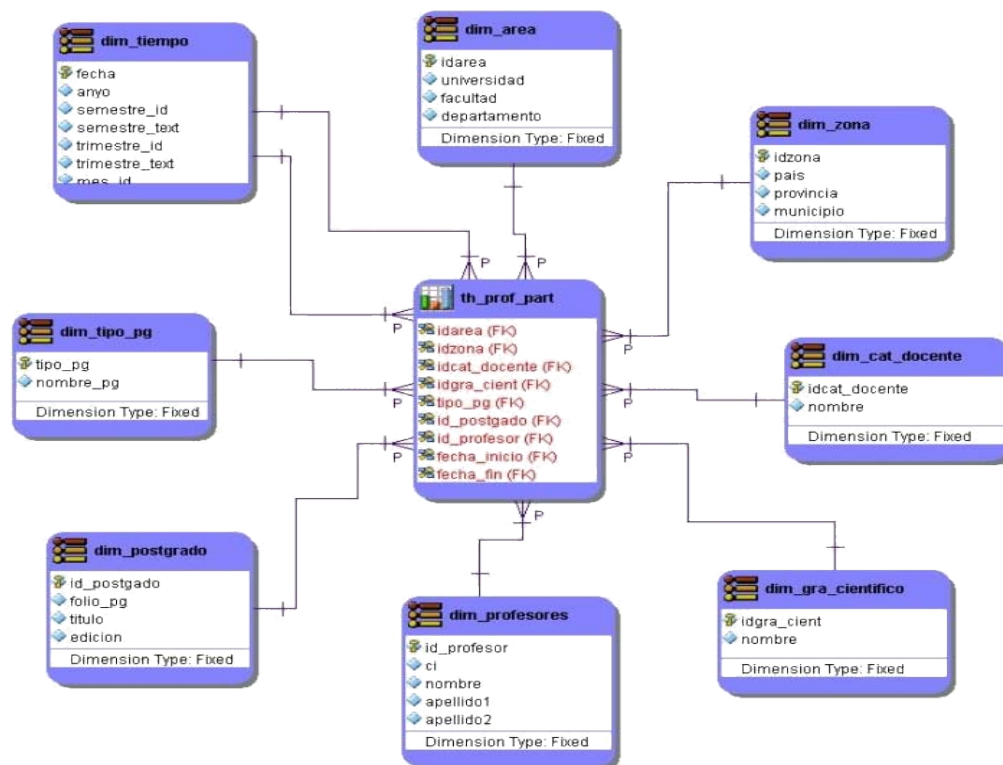 dim_tiempo
fecha
anyo
semestre_id
semestre_text
trimestre_id
trimestre_text
mes_id
dim_area
idarea
universidad
facultad
departamento
Dimension Type: Fixed
dim_zona
idzona
pais
provincia
municipio
Dimension Type: Fixed
P
P
P
P
P
P
P
P
P
th_prof_part
idarea (FK)
idzona (FK)
idcat_docente (FK)
idgra_cient (FK)
tipo_pg (FK)
id_postgado (FK)
id_profesor (FK)
fecha_inicio (FK)
fecha_fin (FK)
dim_tipo_pg
tipo_pg
nombre_pg
Dimension Type: Fixed
dim_cat_docente
idcat_docente
nombre
Dimension Type: Fixed
dim_postgrado
id_postgado
folio_pg
titulo
edicion
Dimension Type: Fixed
dim_profesores
id_profesor
ci
nombre
apellido1
apellido2
Dimension Type: Fixed
dim_gra_cientifico
idgra_cient
nombre
Dimension Type: Fixed